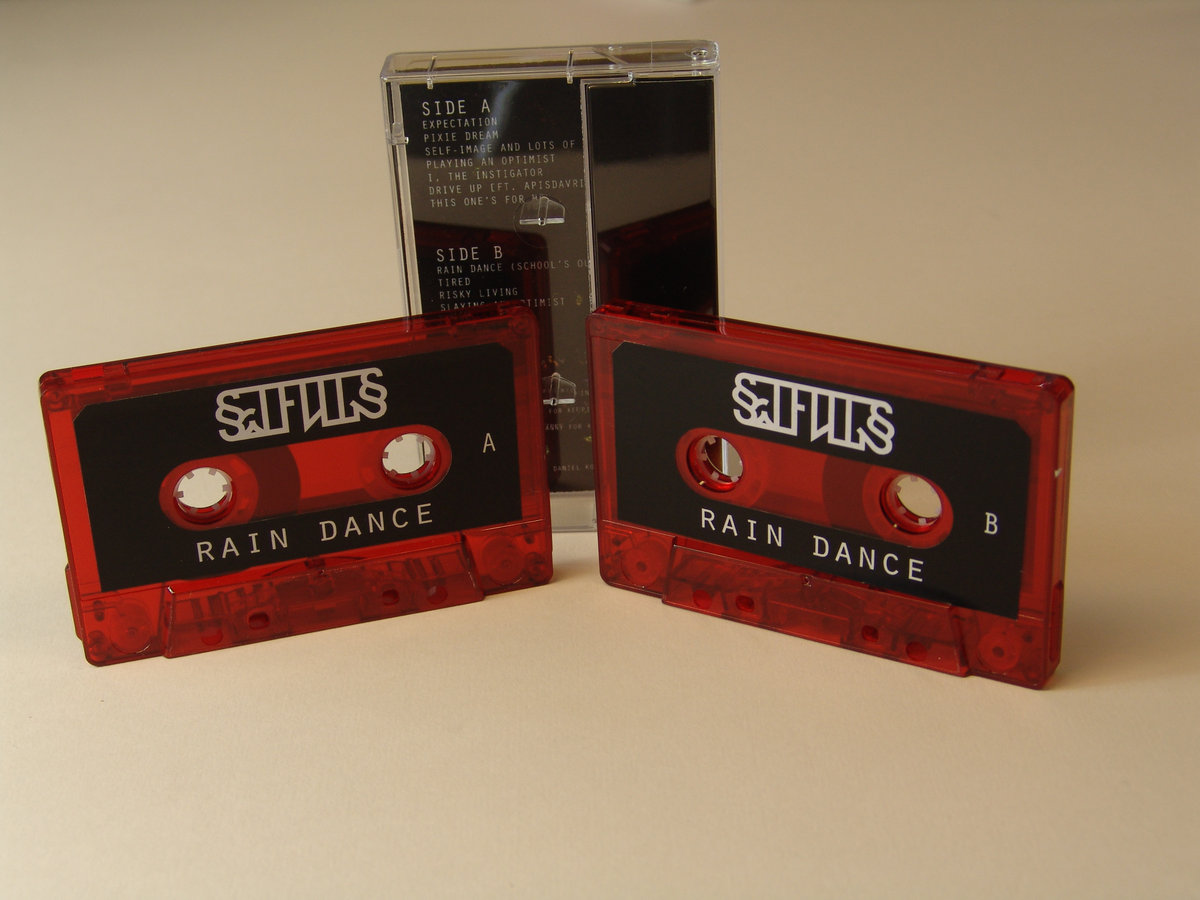 SIDE A
EXPECTATION
PIXIE DREAM
SELF-IMAGE AND LOTS OF
PLAYING AN OPTIMIST
I, THE INSTIGATOR
DRIVE UP [FT. APISDAVRI
THIS ONE'S FOR
SIDE B
RAIN DANCE (SCHOOL'S OU
TIRED
RISKY LIVING
SLAYING AN OPTIMIST
DANIEL
A
RAIN DANCE
B
RAIN DANCE